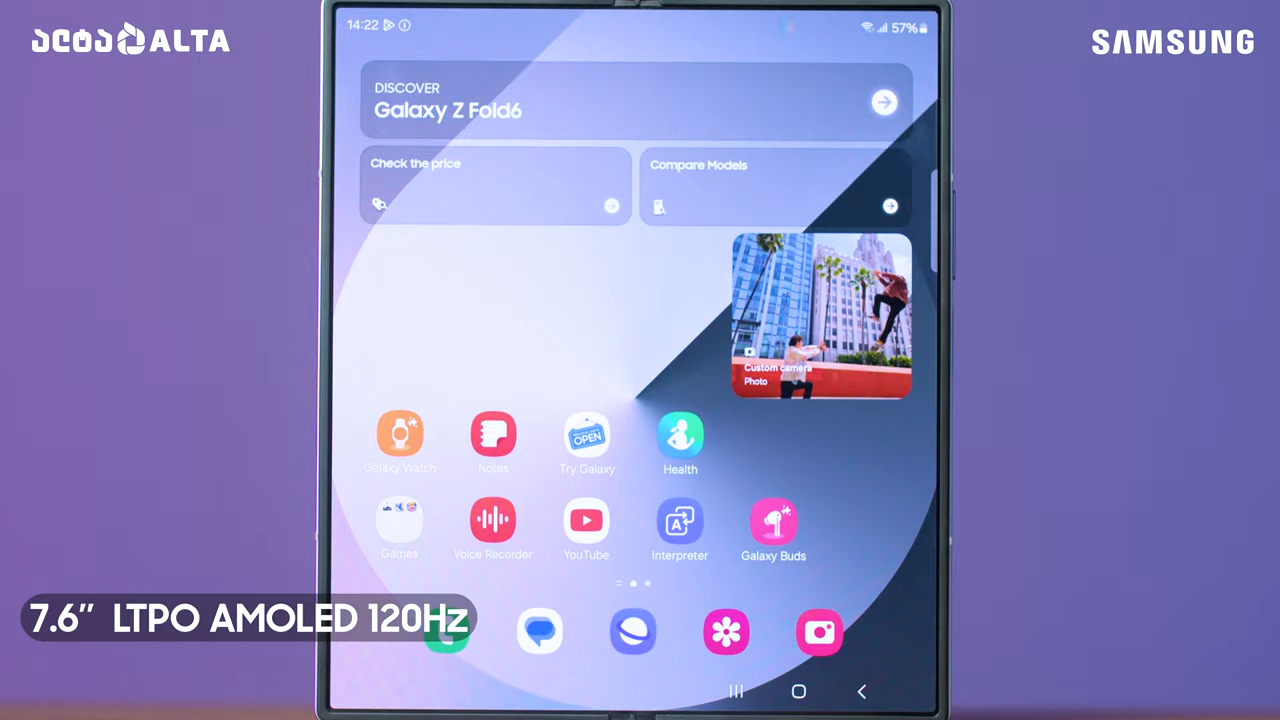 ალტა ALTA
SAMSUNG
14:22
57%
DISCOVER
Galaxy Z Fold6
Check the price
Compare Models
Custom camera
Photo
Galaxy Watch
Notes
OPEN
Try Galaxy
Health
Games
Voice Recorder
YouTube
A
Interpreter
Galaxy Buds
7.6” LTPO AMOLED 120Hz